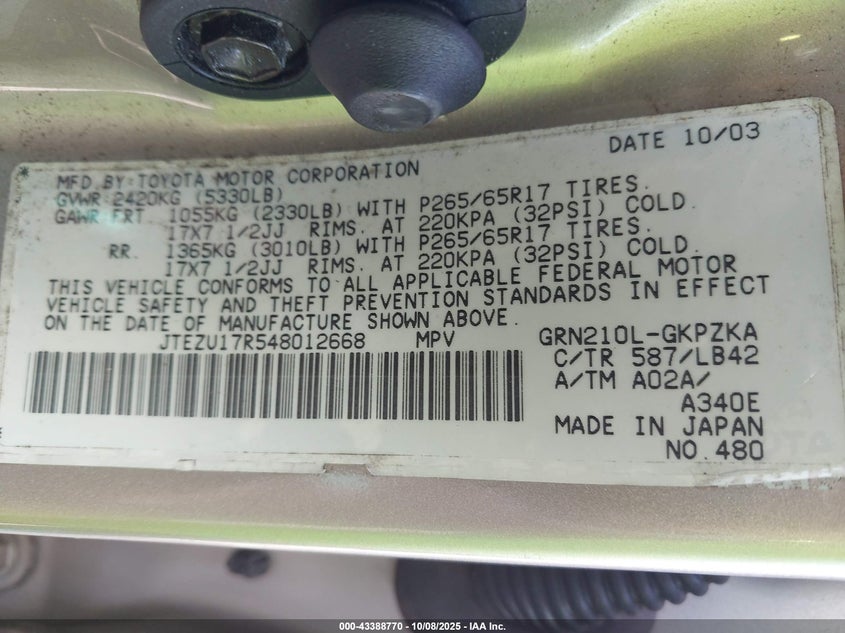 DATE 10/03
* MFD. BY: TOYOTA MOTOR CORPORATION
GVWR 2420KG (5330LB)
GAWR FRT. 1055KG (2330LB) WITH P265/65R17 TIRES.
17X7 1/2JJ RIMS. AT 220KPA (32PSI) COLD.
RR. 1365KG (3010LB) WITH P265/65R17 TIRES.
17X7 1/2JJ RIMS. AT 220KPA (32PSI) COLD.
THIS VEHICLE CONFORMS TO ALL APPLICABLE FEDERAL MOTOR
VEHICLE SAFETY AND THEFT PREVENTION STANDARDS IN EFFECT
ON THE DATE OF MANUFACTURE SHOWN ABOVE.
JTEZU17R548012668 MPV GRN210L-GKPZKA
C/TR 587/LB42
A/TM A02A/
A340E
MADE IN JAPAN
NO. 480
000-43388770 | 10/08/2025 | IAA Inc.